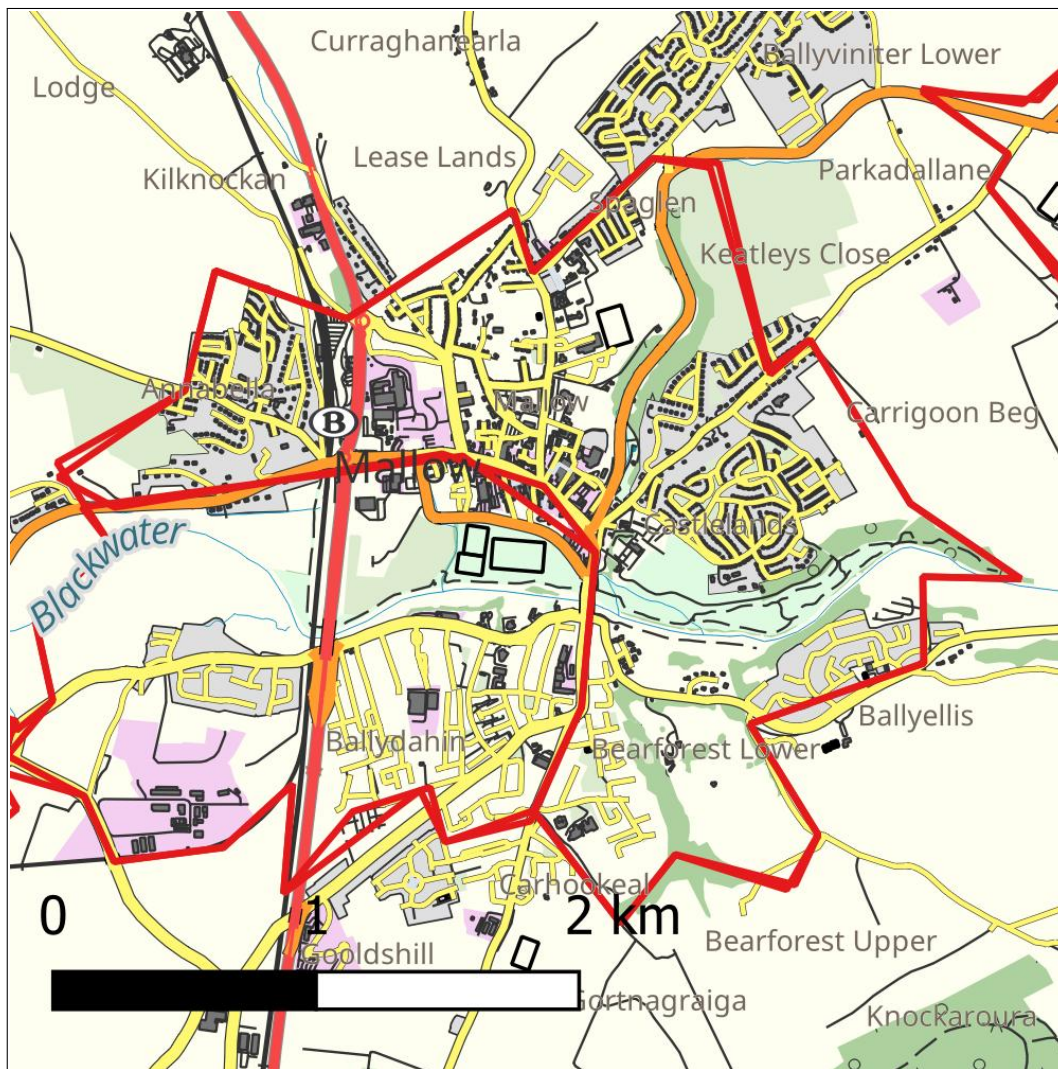 Curraghanearla
Ballyviniter Lower
Lodge
Lease Lands
Kilknockan
Parkadallane
Spaglen
Keatleys Close
Annabella
Mallow
Carrigoon Beg
B
Mallow
Castlelands
Blackwater
Ballyellis
Ballydahin
Bearforest Lower
Carhookeal
0
1
2 km
Bearforest Upper
Gooldshill
Gortnagraiga
Knockaroura